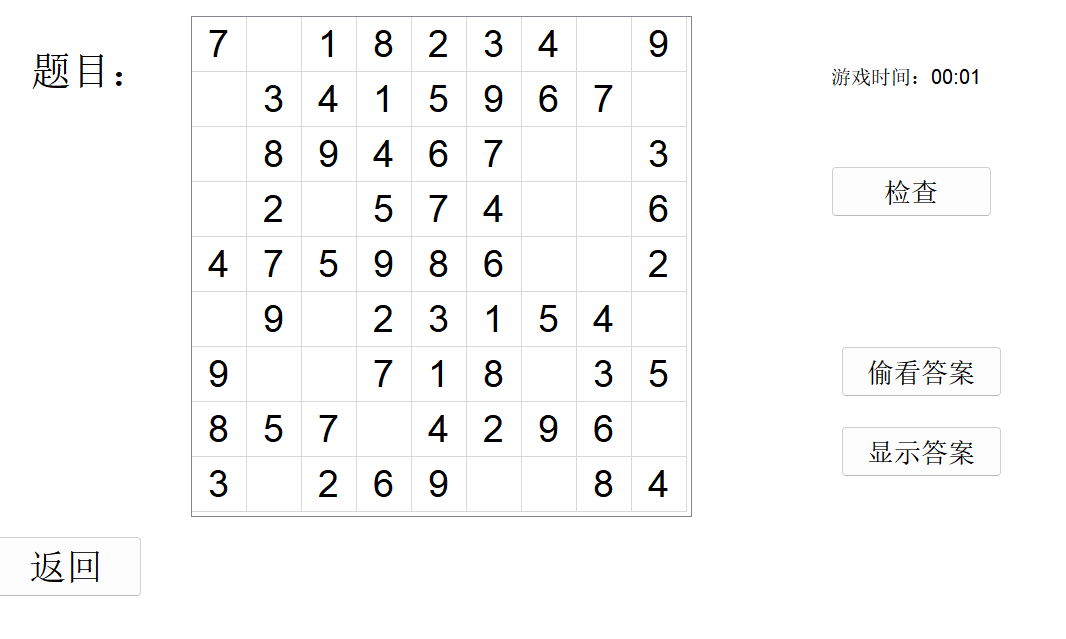 题目：
7 1 8 2 3 4 9
3 4 1 5 9 6 7
8 9 4 6 7 3
2 5 7 4 6
4 7 5 9 8 6 2
9 2 3 1 5 4
9 7 1 8 3 5
8 5 7 4 2 9 6
3 2 6 9 8 4
游戏时间：00:01
检查
偷看答案
显示答案
返回